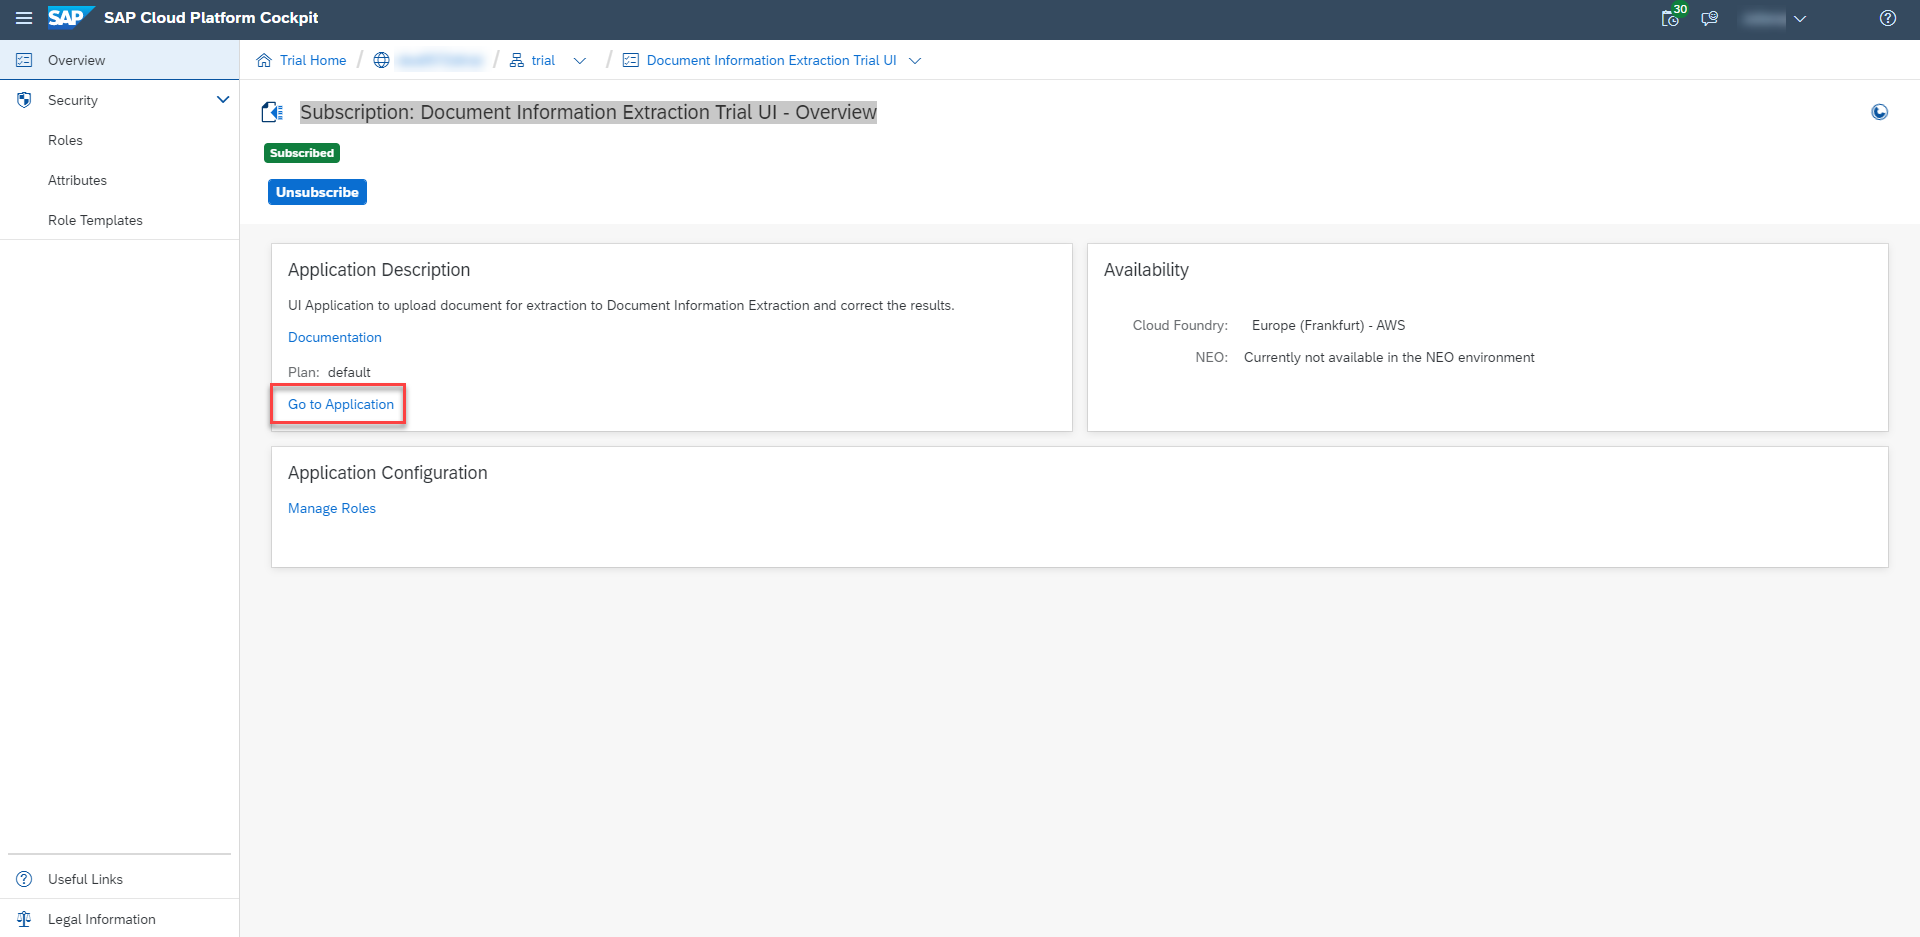 SAP SAP Cloud Platform Cockpit
30
Overview
Trial Home / / trial / Document Information Extraction Trial UI
Security
Roles
Attributes
Role Templates
Subscription: Document Information Extraction Trial UI - Overview
Subscribed
Unsubscribe
Application Description
UI Application to upload document for extraction to Document Information Extraction and correct the results.
Documentation
Plan: default
Go to Application
Availability
Cloud Foundry: Europe (Frankfurt) - AWS
NEO: Currently not available in the NEO environment
Application Configuration
Manage Roles
Useful Links
Legal Information